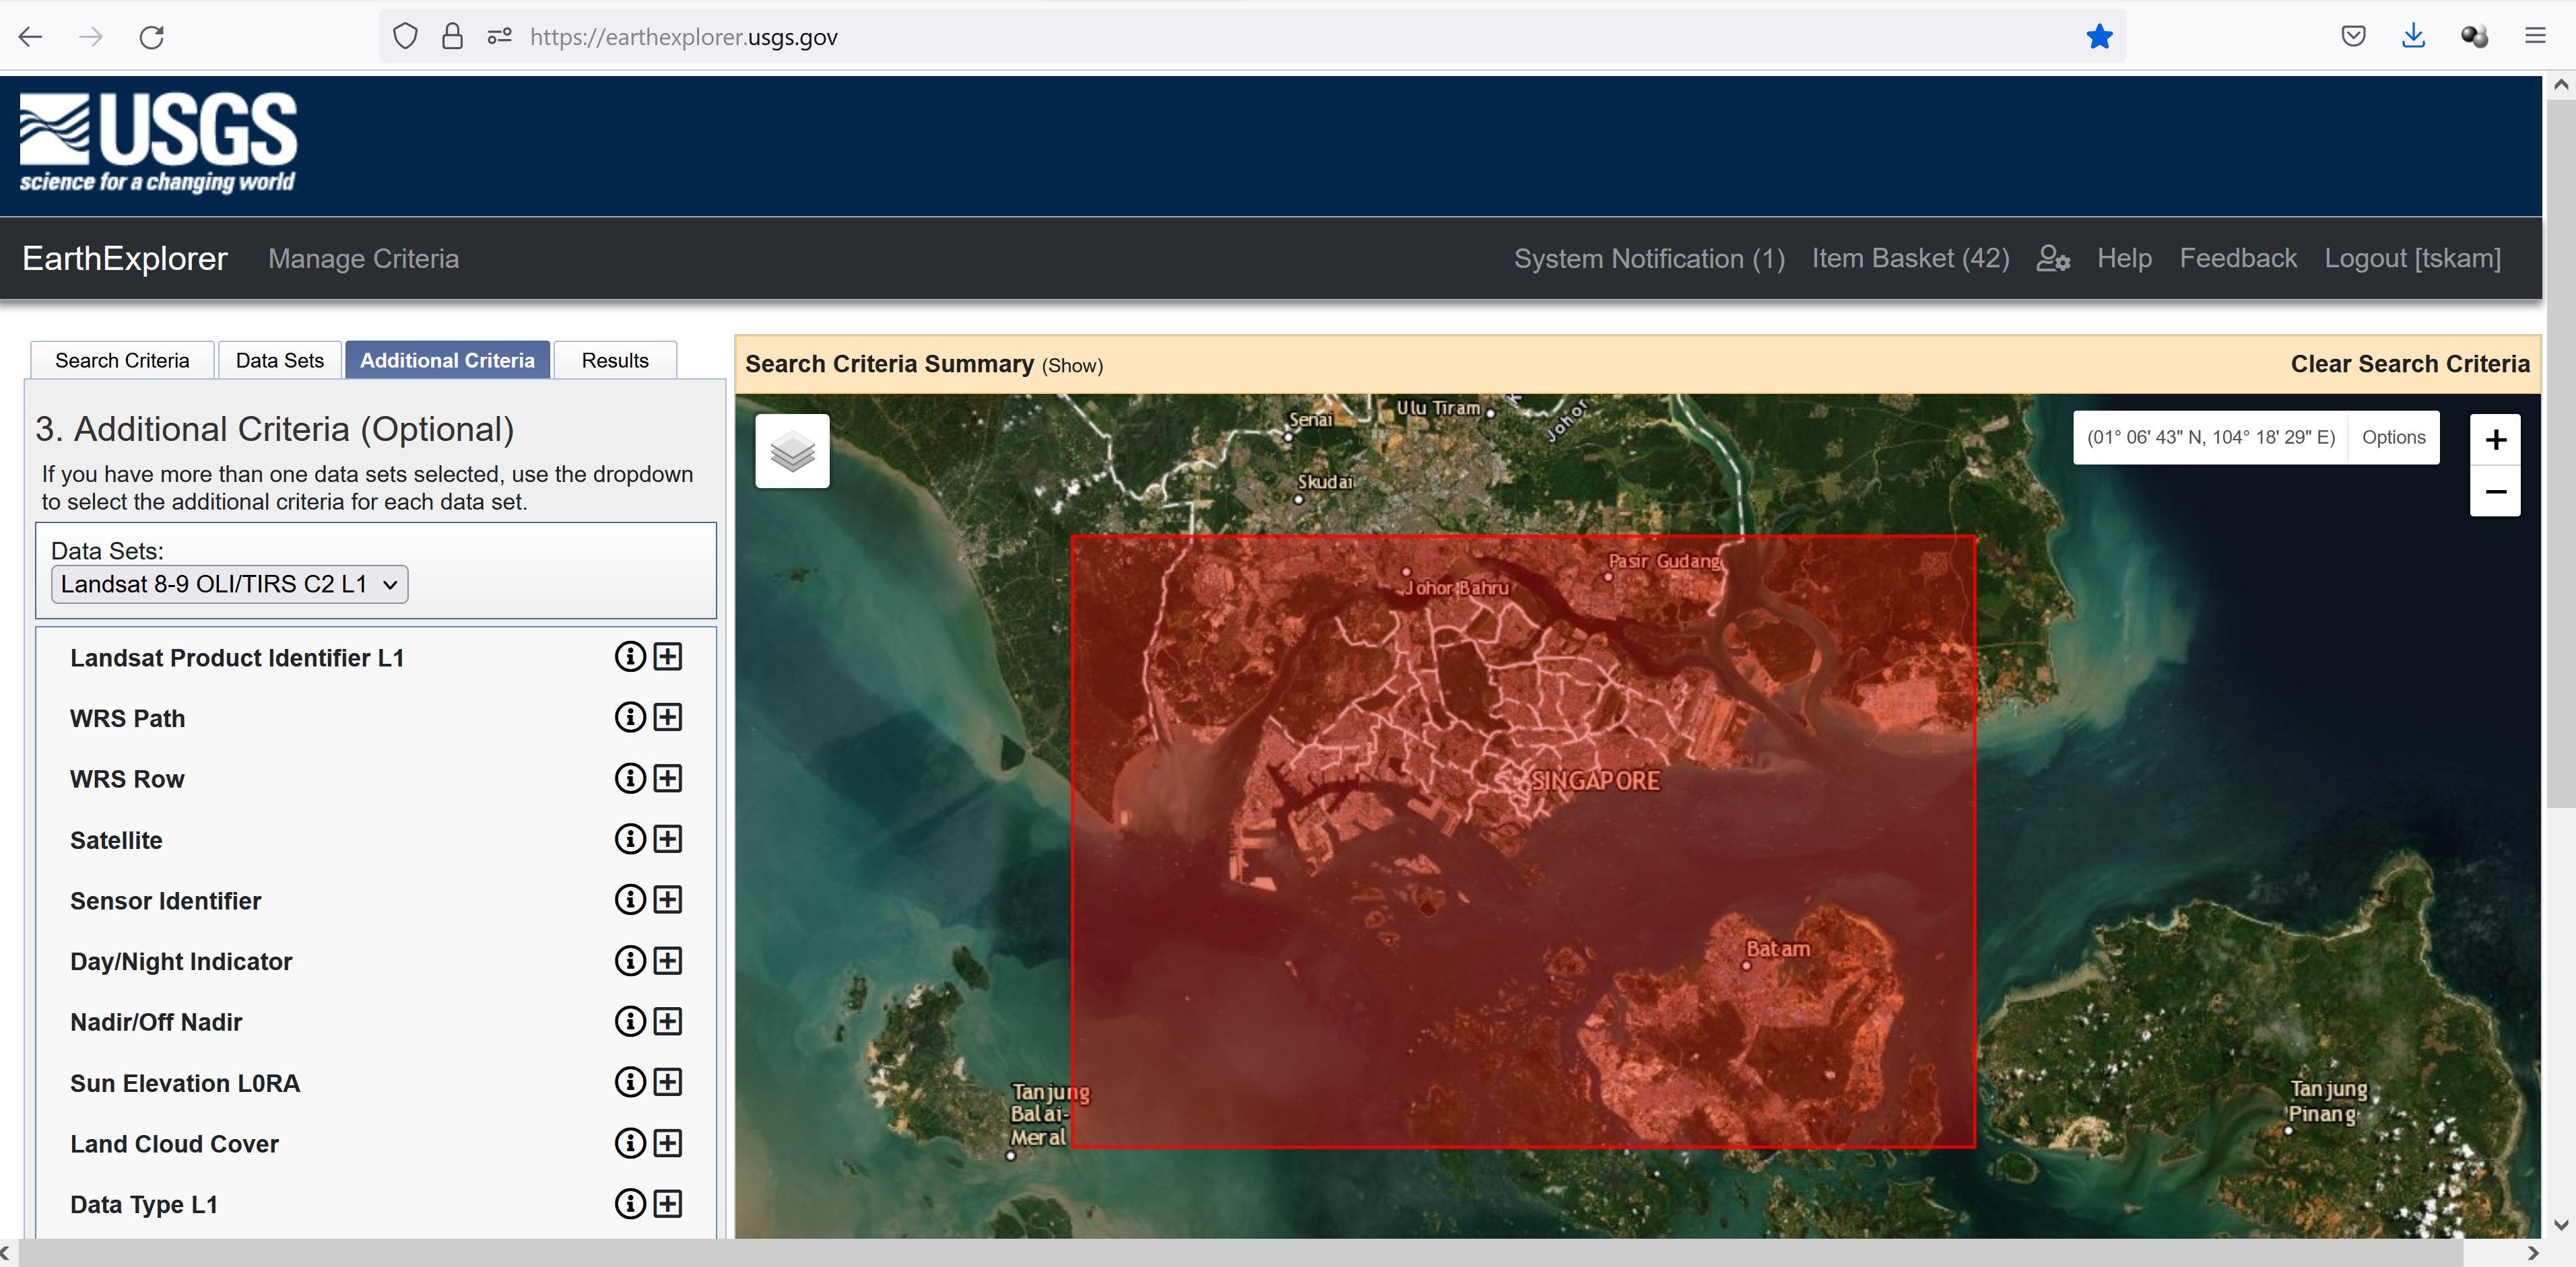 https://earthexplorer.usgs.gov
USGS
science for a changing world
EarthExplorer
Manage Criteria
System Notification (1)
Item Basket (42)
Help
Feedback
Logout [tskam]
Search Criteria
Data Sets
Additional Criteria
Results
3. Additional Criteria (Optional)
If you have more than one data sets selected, use the dropdown
to select the additional criteria for each data set.
Data Sets:
Landsat 8-9 OLI/TIRS C2 L1
Landsat Product Identifier L1
WRS Path
WRS Row
Satellite
Sensor Identifier
Day/Night Indicator
Nadir/Off Nadir
Sun Elevation L0RA
Land Cloud Cover
Data Type L1
Search Criteria Summary (Show)
Clear Search Criteria
(01° 06' 43" N, 104° 18' 29" E)
Options
+
−
Senai
Ulu Tiram
Johor
Skudai
Pasir Gudang
Johor Bahru
SINGAPORE
Batam
Tanjung
Balai-
Meral
Tanjung
Pinang